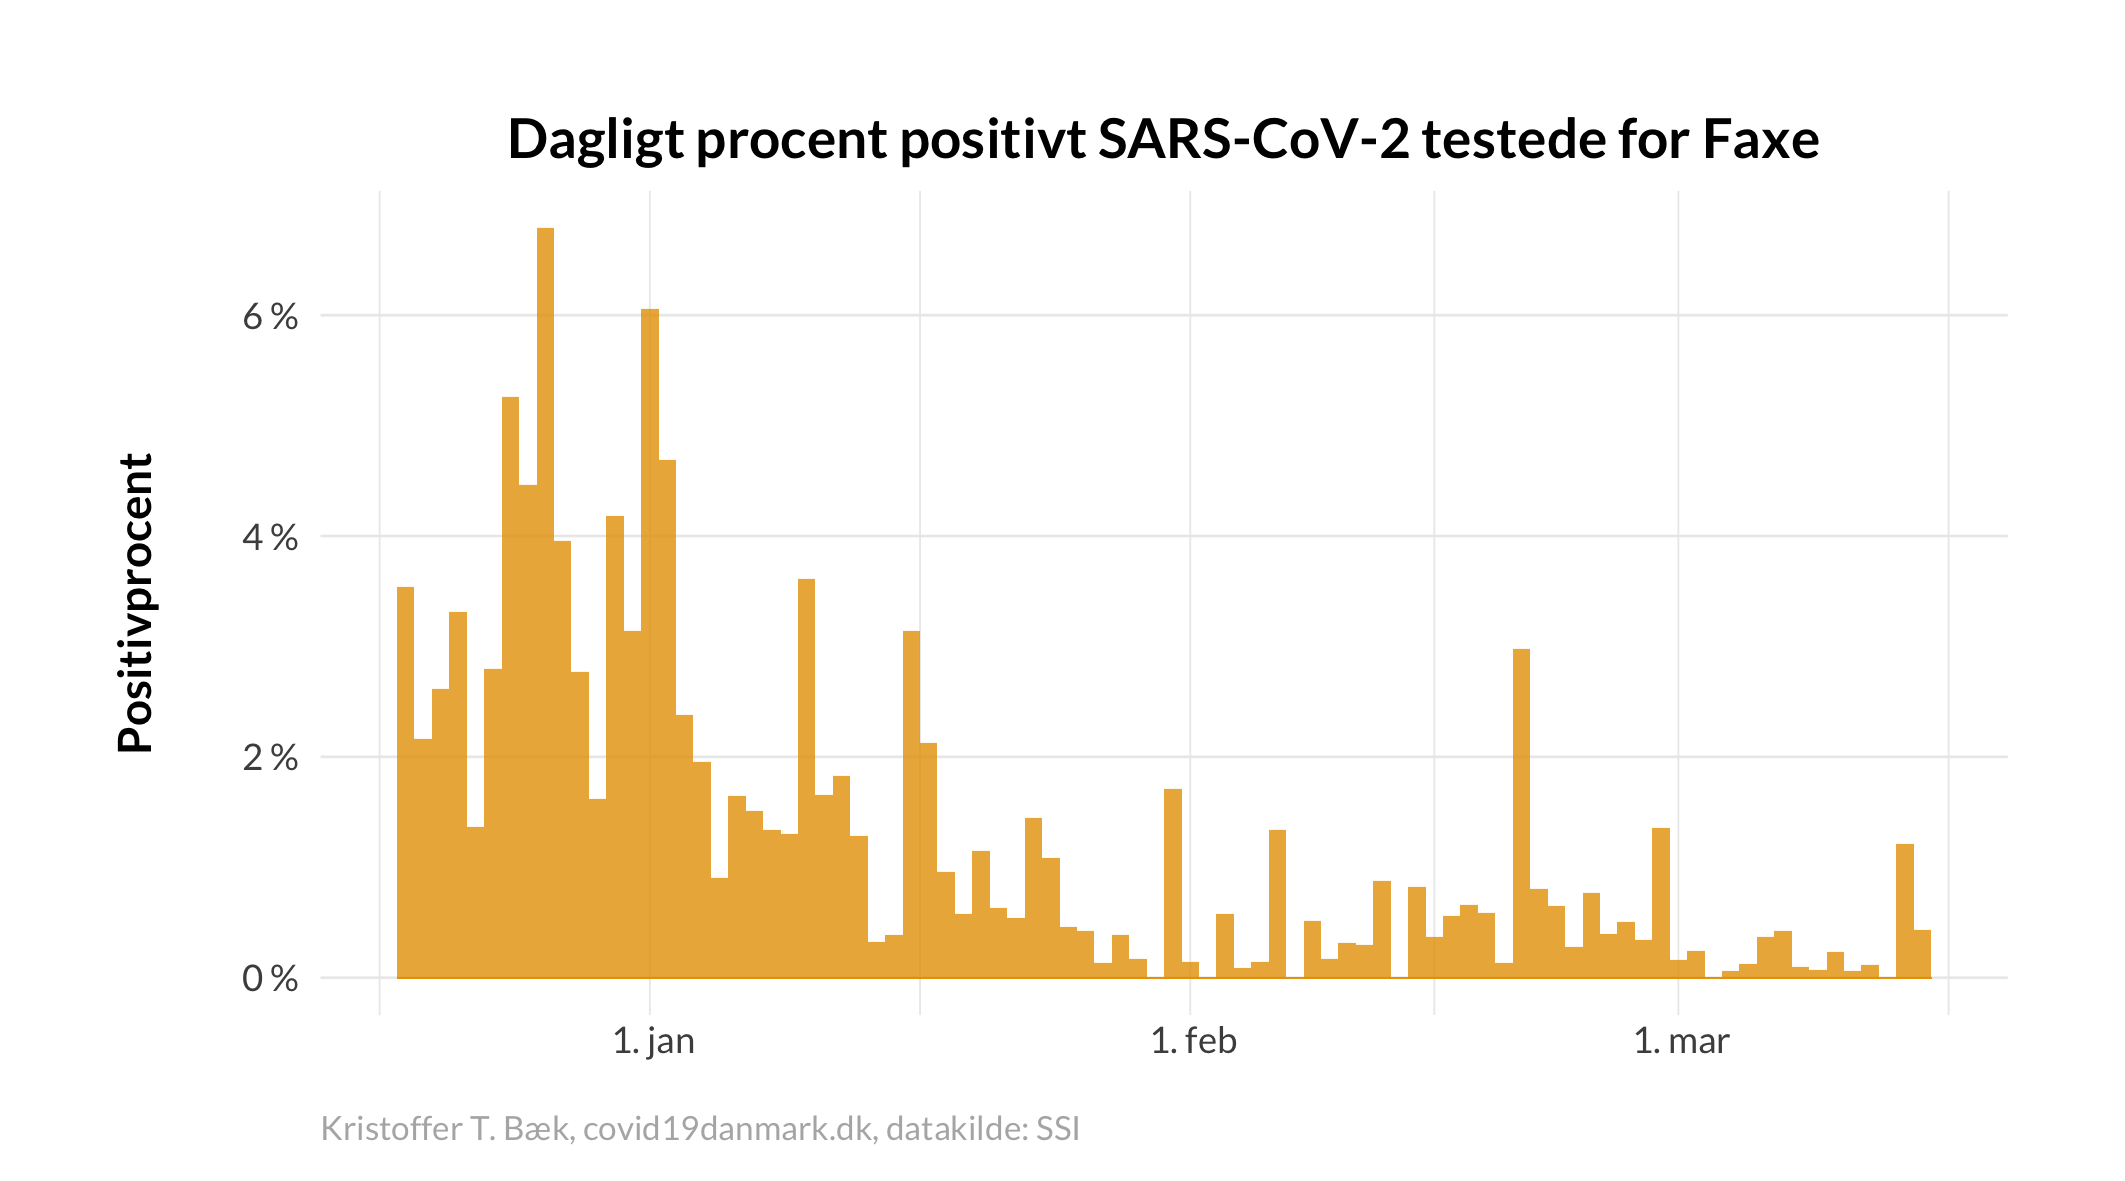 Dagligt procent positivt SARS-CoV-2 testede for Faxe
Positivprocent
6 %
4 %
2 %
0 %
1. jan
1. feb
1. mar
Kristoffer T. Bæk, covid19danmark.dk, datakilde: SSI